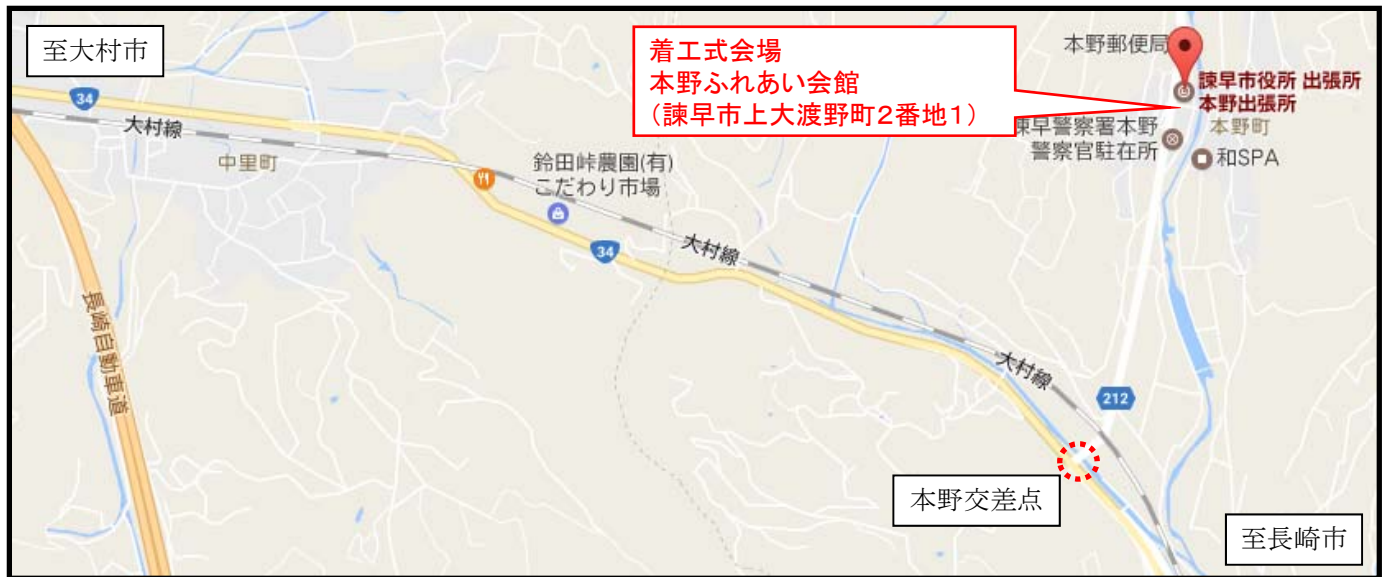 至大村市
着工式会場
本野ふれあい会館
（諫早市上大渡野町2番地1）
本野郵便局
諫早市役所 出張所
本野出張所
本野町
諫早警察署本野
警察官駐在所
和SPA
34
大村線
中里町
鈴田峠農園(有)
こだわり市場
34
大村線
長崎自動車道
大村線
212
本野交差点
至長崎市